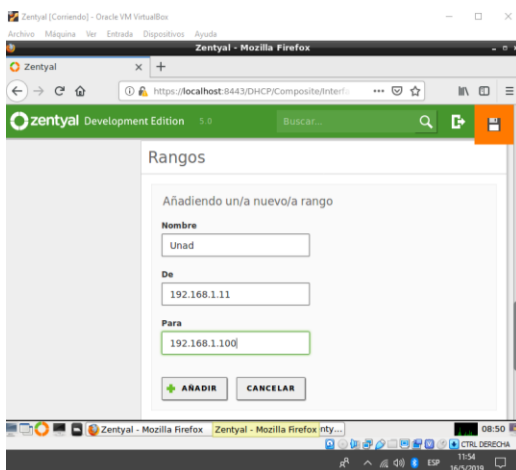 Zentyal [Corriendo] - Oracle VM VirtualBox
Archivo Máquina Ver Entrada Dispositivos Ayuda
Zentyal - Mozilla Firefox
Zentyal
https://localhost:8443/DHCP/Composite/Interfa
zentyal Development Edition 5.0 Buscar...
Rangos
Añadiendo un/a nuevo/a rango
Nombre
Unad
De
192.168.1.11
Para
192.168.1.100
AÑADIR CANCELAR
Zentyal - Mozilla Firefox Zentyal - Mozilla Firefox nty... 08:50
CTRL DERECHA
ESP 11:54
16/5/2019